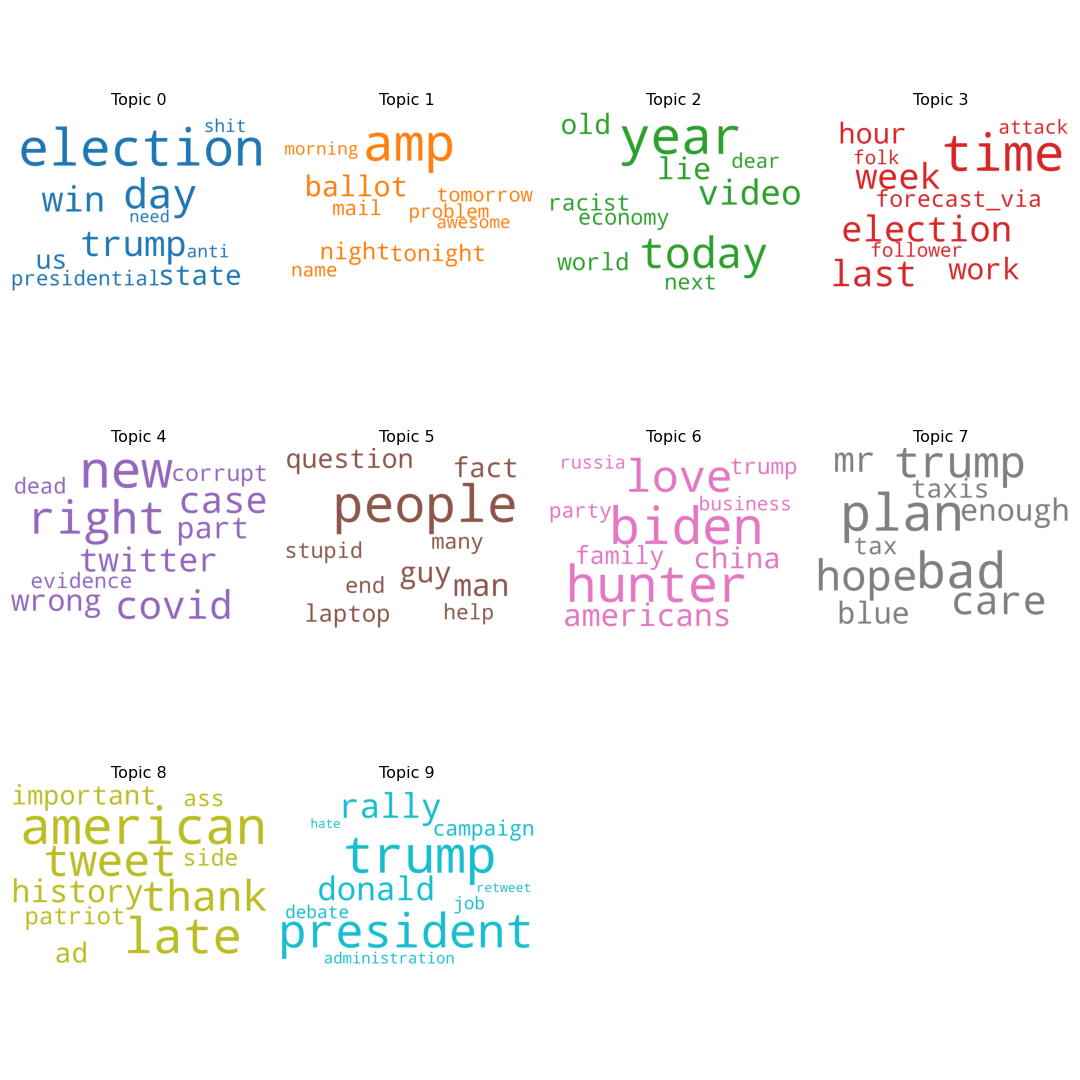 Topic 0
shit
election
win day
need
trump anti
us
presidential state
Topic 1
amp
morning
ballot
tomorrow
mail problem
awesome
night tonight
name
Topic 2
old year
lie dear
video
racist
economy
world today
next
Topic 3
attack
hour time
folk
week
forecast_via
election
follower
last work
Topic 4
new corrupt
dead
case
right part
twitter
evidence
wrong covid
Topic 5
question fact
people
many
stupid
guy man
end
laptop help
Topic 6
russia love trump
business
party biden
family china
hunter
americans
Topic 7
mr trump
taxis
plan enough
tax
hope bad
care
blue
Topic 8
important ass
american
tweet side
history thank
patriot
late
ad
Topic 9
rally
hate campaign
trump
donald retweet
job
debate
president
administration